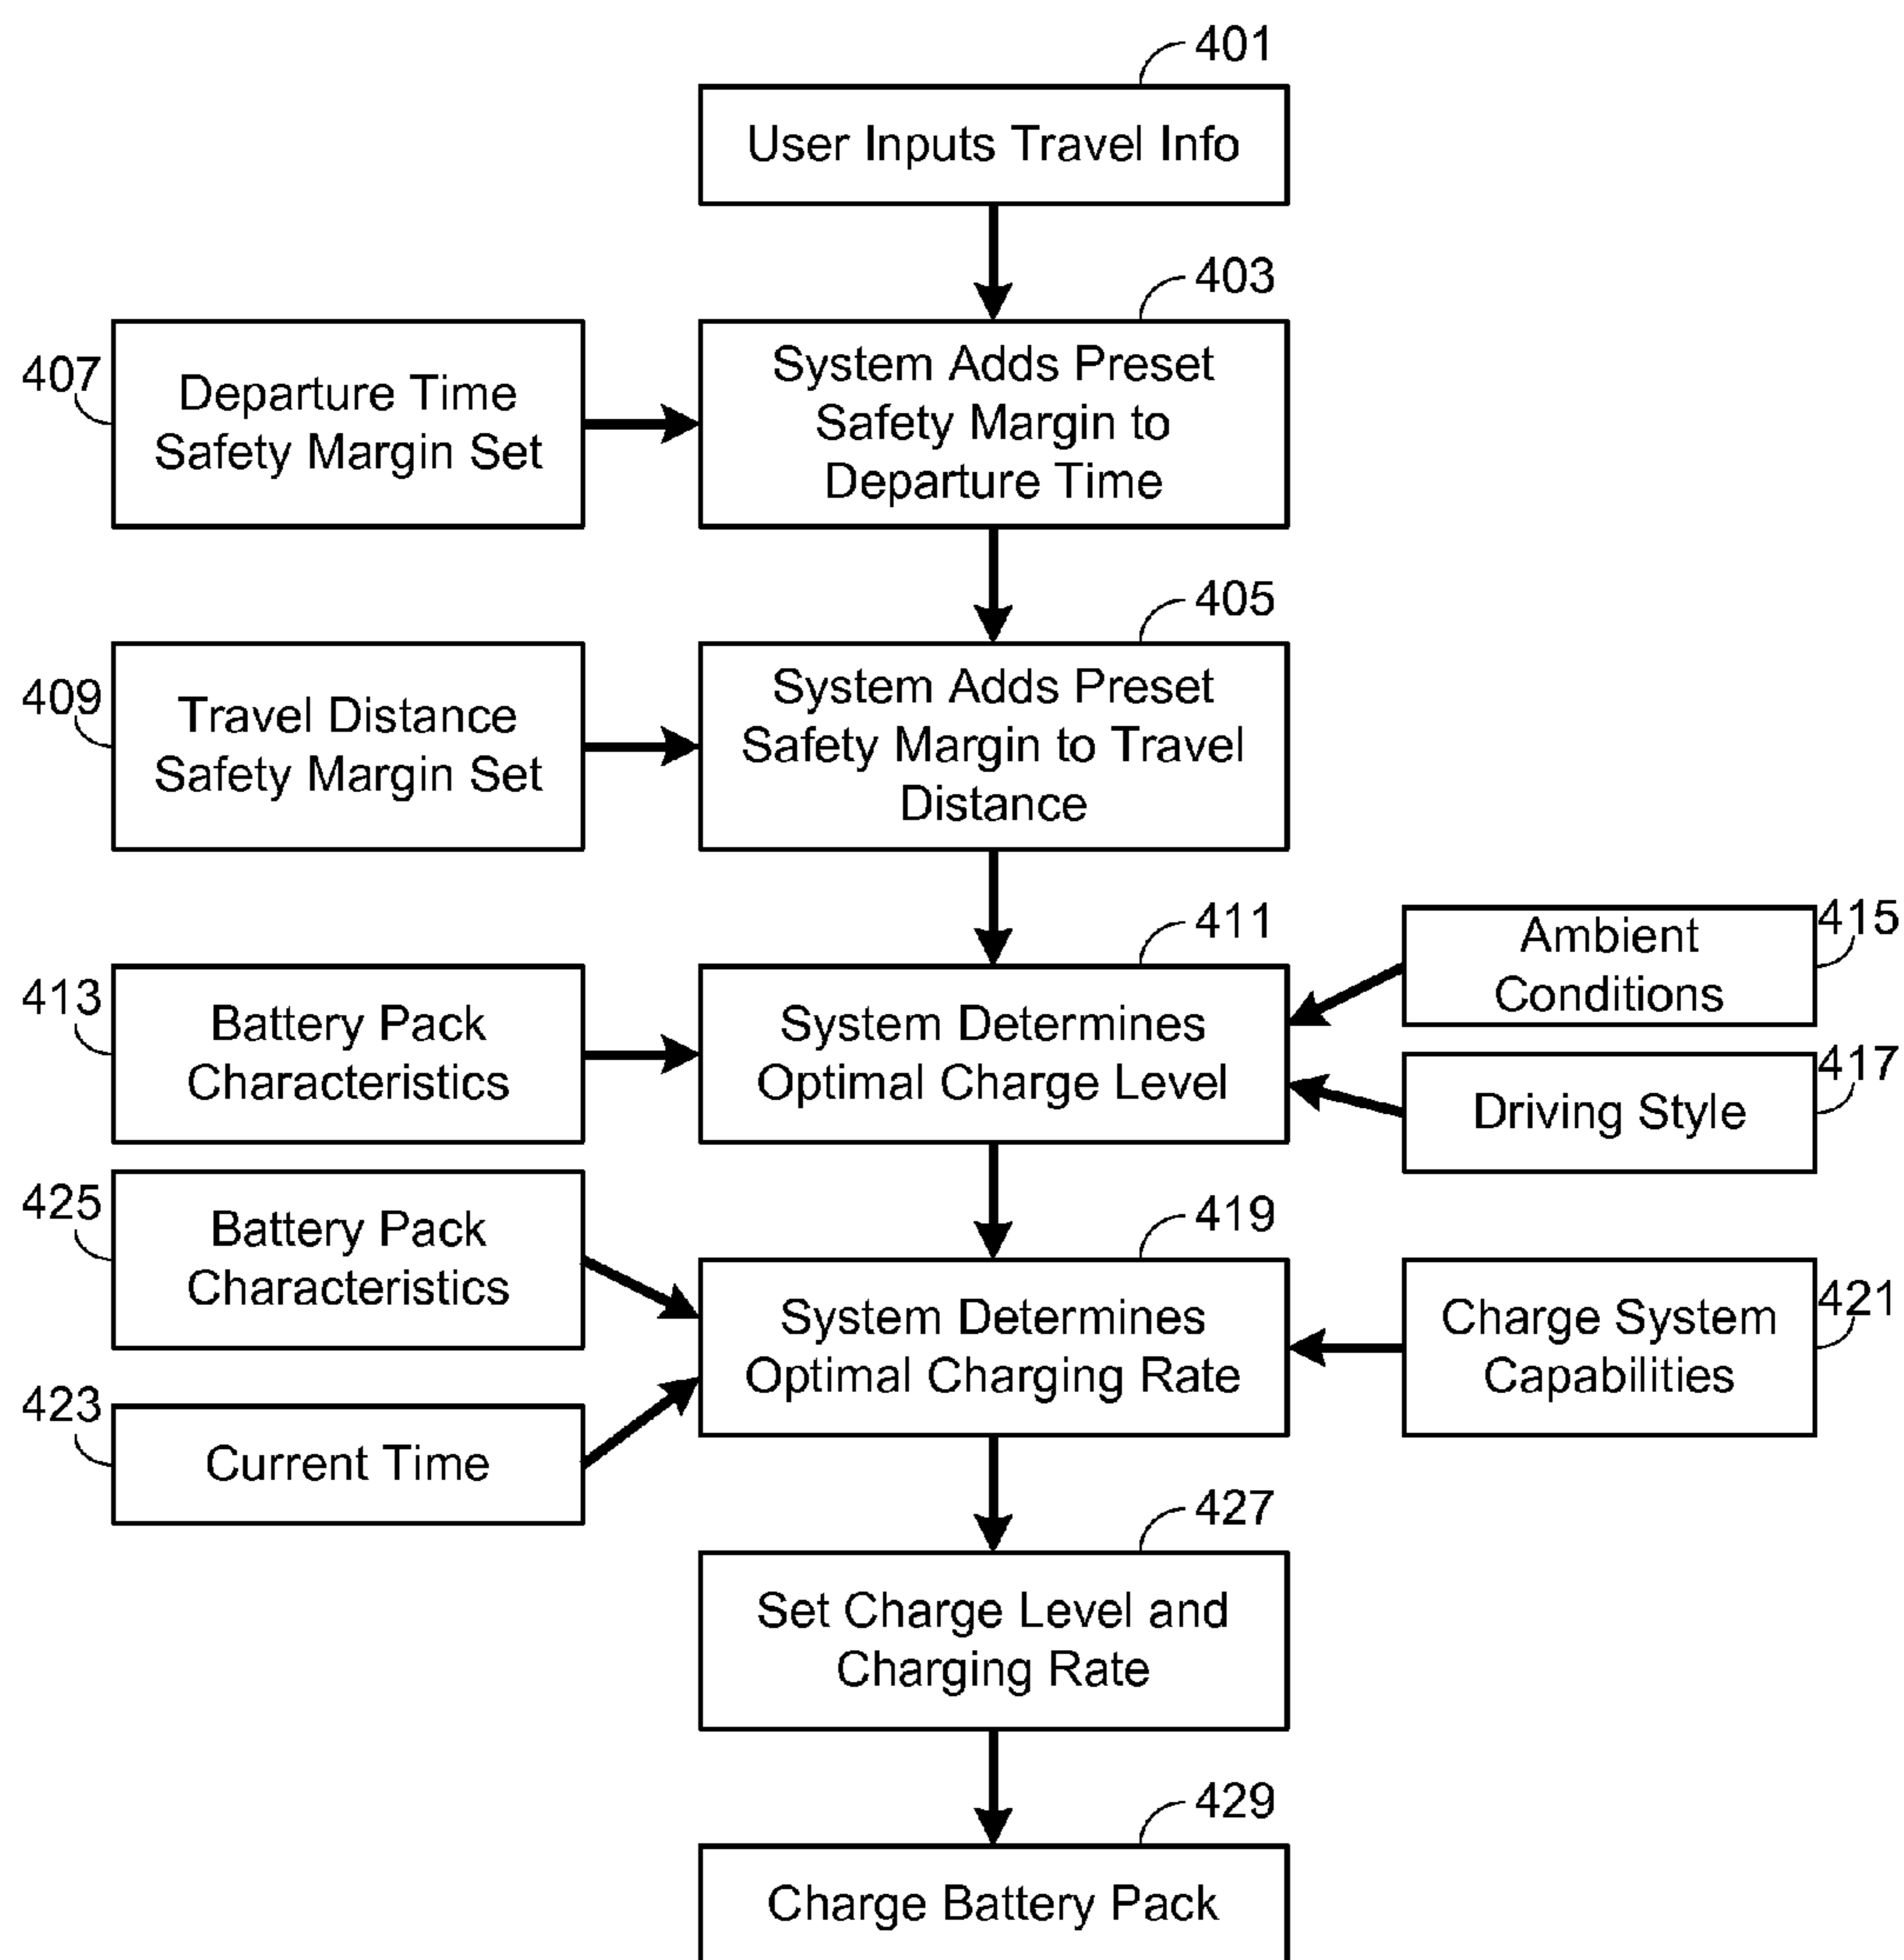 401
User Inputs Travel Info
403
407
Departure Time
Safety Margin Set
System Adds Preset
Safety Margin to
Departure Time
405
409
Travel Distance
Safety Margin Set
System Adds Preset
Safety Margin to Travel
Distance
411
413
Battery Pack
Characteristics
System Determines
Optimal Charge Level
415
Ambient
Conditions
417
Driving Style
425
Battery Pack
Characteristics
419
System Determines
Optimal Charging Rate
421
Charge System
Capabilities
423
Current Time
427
Set Charge Level and
Charging Rate
429
Charge Battery Pack